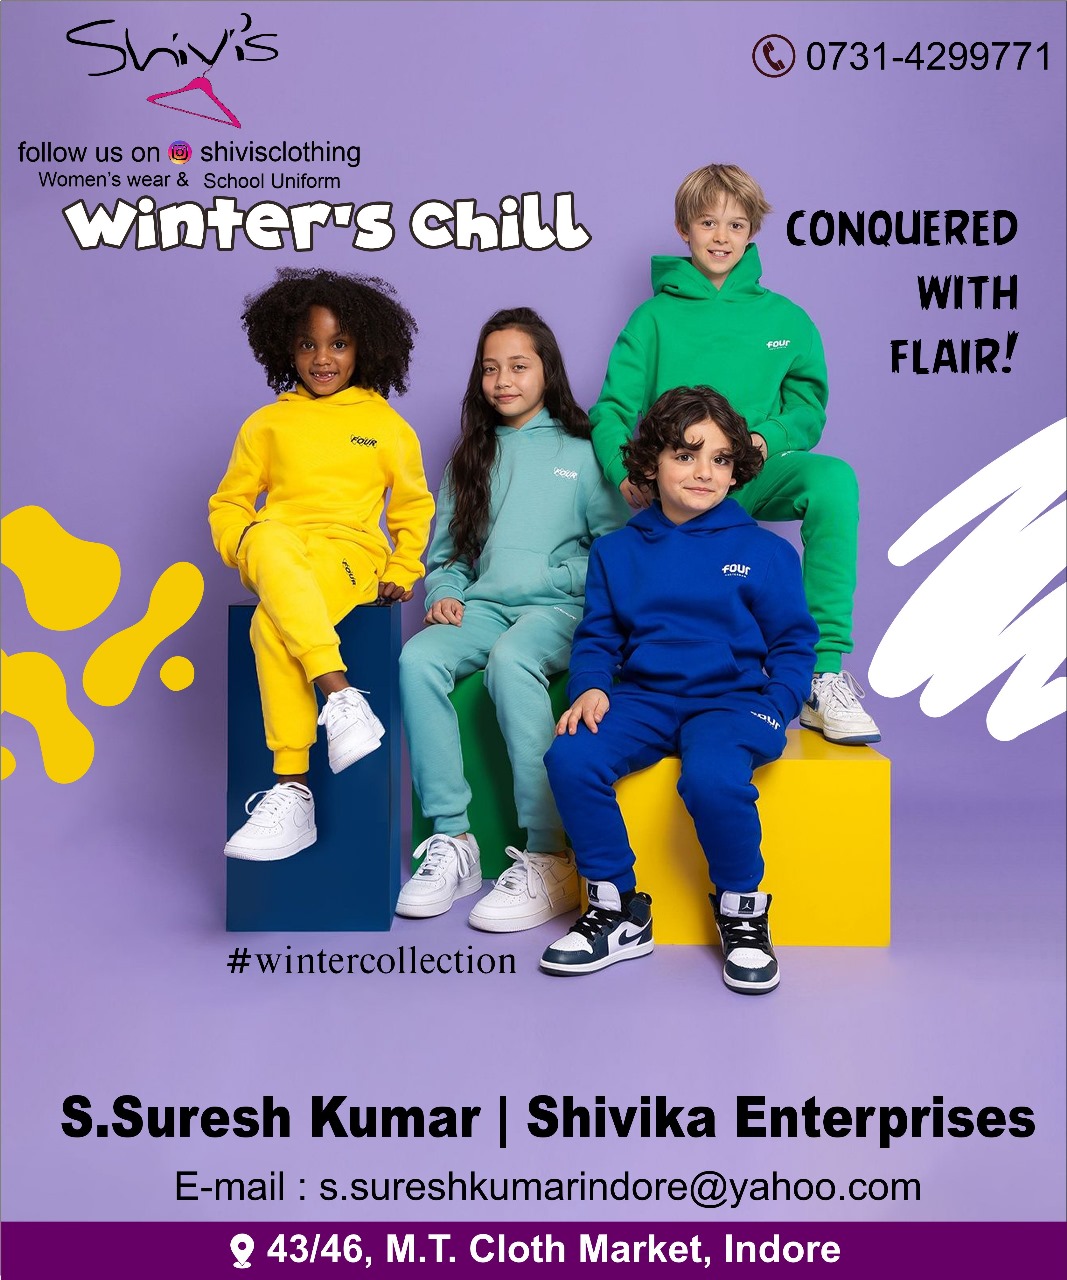 Shivi's
0731-4299771
follow us on shivisclothing
Women's wear & School Uniform
Winter's Chill
CONQUERED
WITH
FLAIR!
four
FOUR
FOUR
FOUR
four
four
#wintercollection
S.Suresh Kumar | Shivika Enterprises
E-mail : s.sureshkumarindore@yahoo.com
43/46, M.T. Cloth Market, Indore